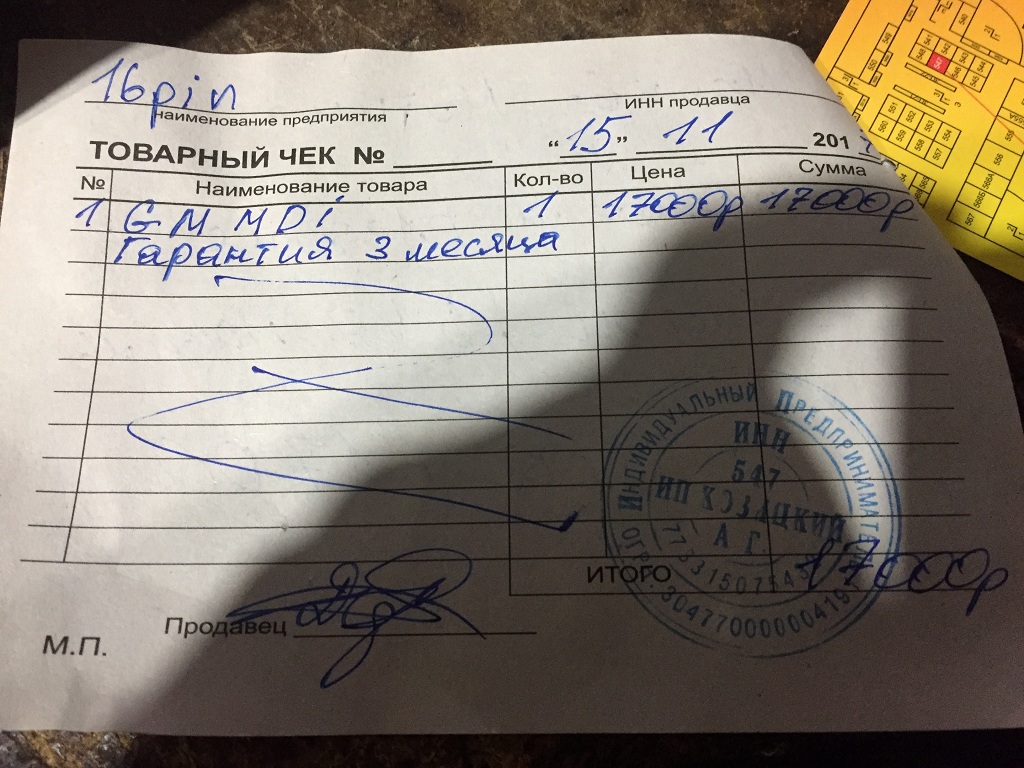 16pin
наименование предприятия
ИНН продавца
ТОВАРНЫЙ ЧЕК № "15" 11 201
№ Наименование товара Кол-во Цена Сумма
1 GM MDi 1 17000р 17000р
Гарантия 3 месяца
ИНДИВИДУАЛЬНЫЙ ПРЕДПРИНИМАТЕЛЬ
ИНН
547
ИП КОЗАЦКИЙ
А Г.
ИТОГО 17000р
Продавец
М.П.